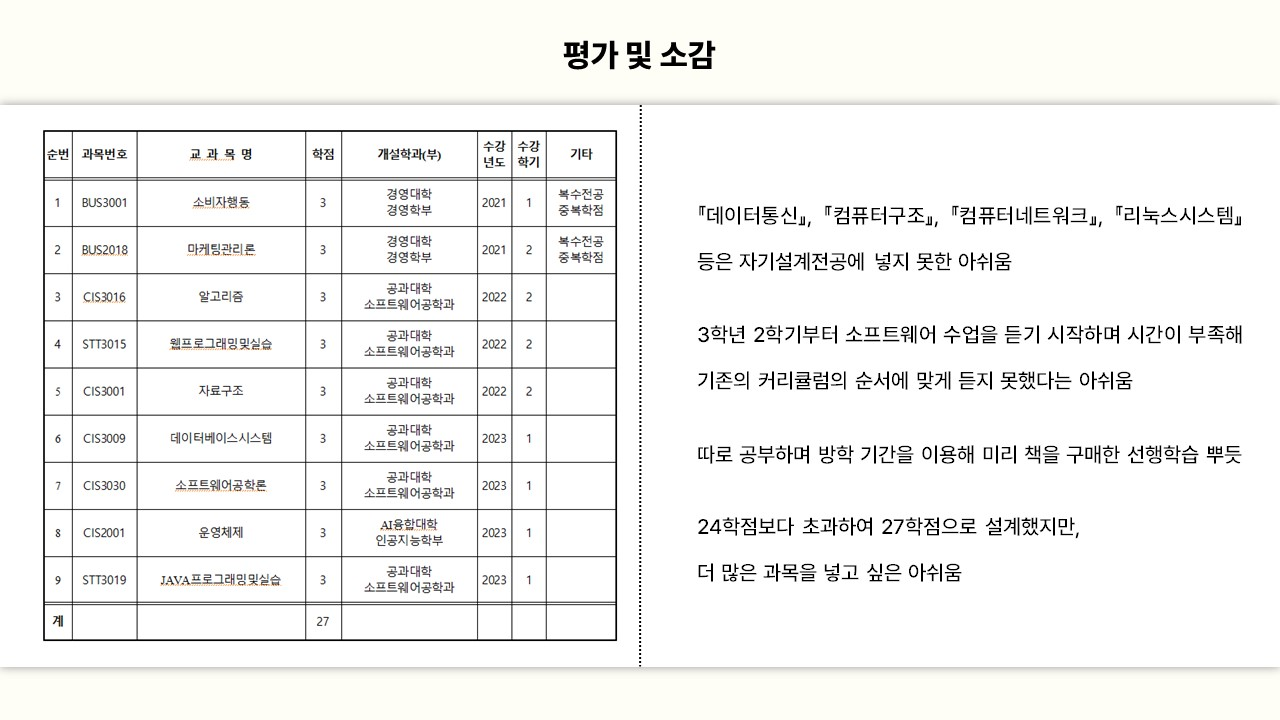 평가 및 소감
순번 과목번호 교 과 목 명 학점 개설학과(부) 수강년도 수강학기 기타
1 BUS3001 소비자행동 3 경영대학 경영학부 2021 1 복수전공 중복학점
2 BUS2018 마케팅관리론 3 경영대학 경영학부 2021 2 복수전공 중복학점
3 CIS3016 알고리즘 3 공과대학 소프트웨어공학과 2022 2
4 STT3015 웹프로그래밍및실습 3 공과대학 소프트웨어공학과 2022 2
5 CIS3001 자료구조 3 공과대학 소프트웨어공학과 2022 2
6 CIS3009 데이터베이스시스템 3 공과대학 소프트웨어공학과 2023 1
7 CIS3030 소프트웨어공학론 3 공과대학 소프트웨어공학과 2023 1
8 CIS2001 운영체제 3 AI융합대학 인공지능학부 2023 1
9 STT3019 JAVA프로그래밍및실습 3 공과대학 소프트웨어공학과 2023 1
계 27
『데이터통신』, 『컴퓨터구조』, 『컴퓨터네트워크』, 『리눅스시스템』
등은 자기설계전공에 넣지 못한 아쉬움
3학년 2학기부터 소프트웨어 수업을 듣기 시작하며 시간이 부족해
기존의 커리큘럼의 순서에 맞게 듣지 못했다는 아쉬움
따로 공부하며 방학 기간을 이용해 미리 책을 구매한 선행학습 뿌듯
24학점보다 초과하여 27학점으로 설계했지만,
더 많은 과목을 넣고 싶은 아쉬움